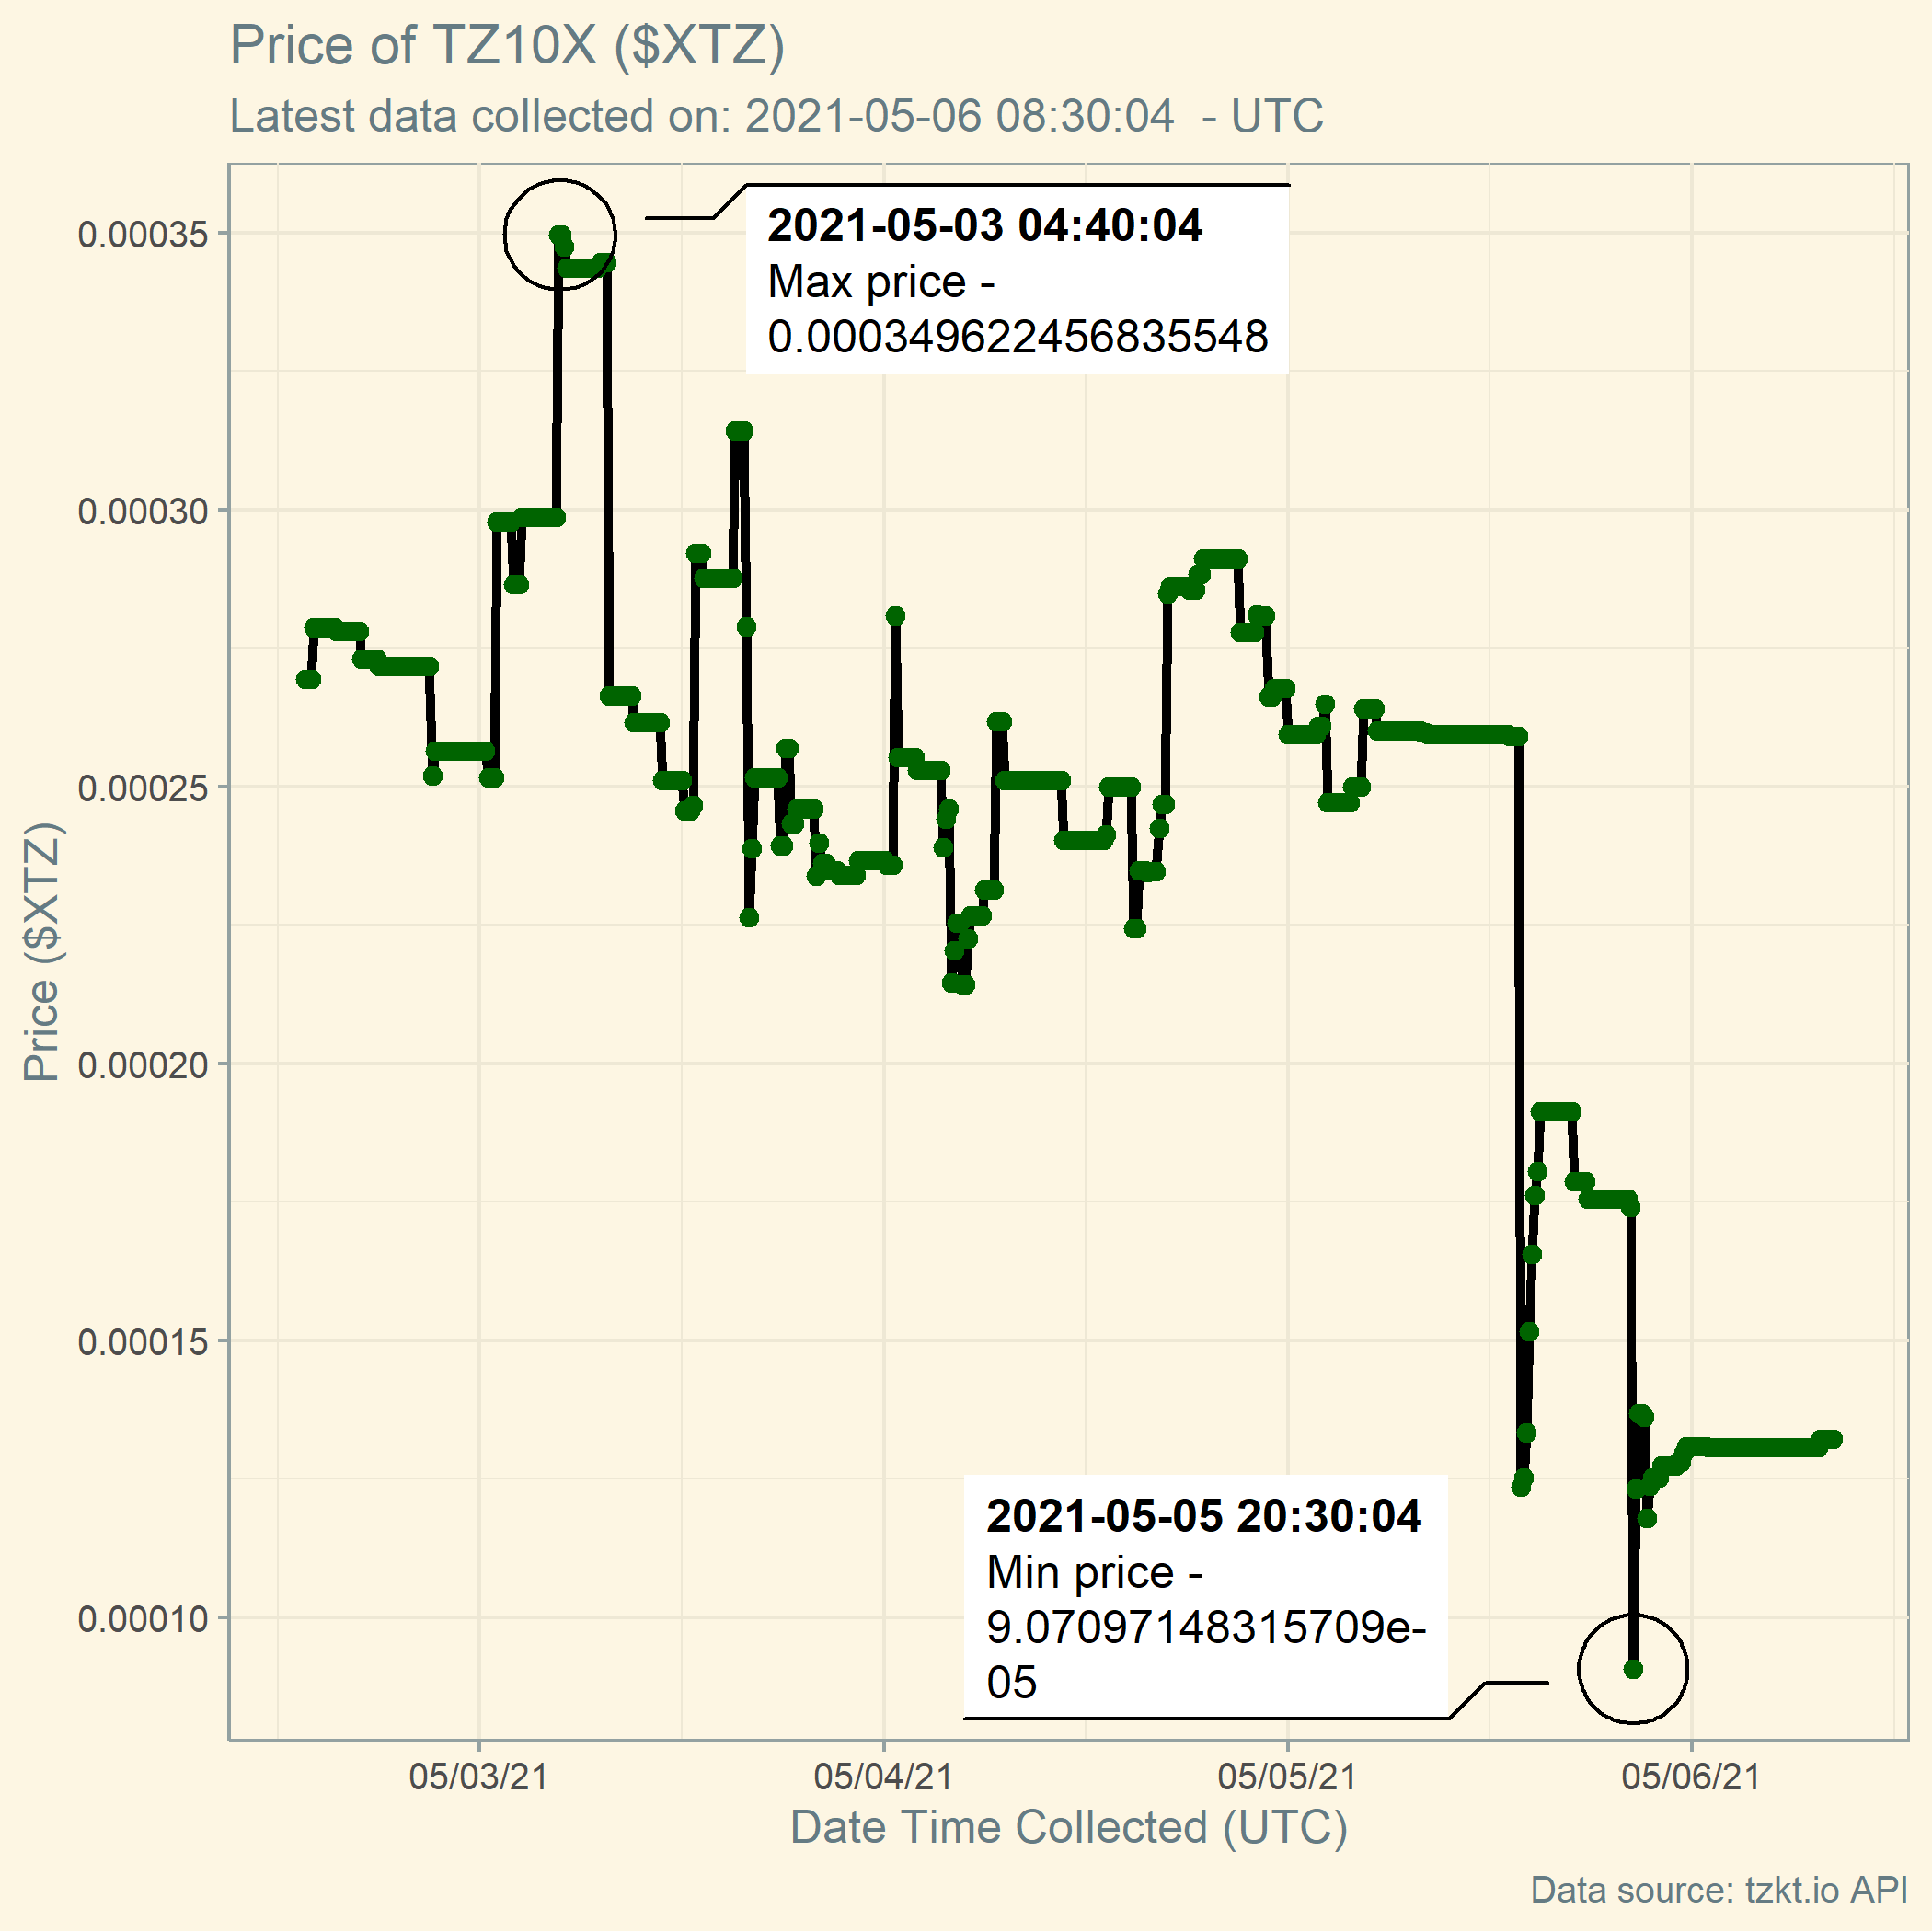 Price of TZ10X ($XTZ)
Latest data collected on: 2021-05-06 08:30:04  - UTC
2021-05-03 04:40:04
Max price -
0.000349622456835548
0.00035
0.00030
0.00025
0.00020
0.00015
0.00010
Price ($XTZ)
2021-05-05 20:30:04
Min price -
9.07097148315709e-
05
05/03/21
05/04/21
05/05/21
05/06/21
Date Time Collected (UTC)
Data source: tzkt.io API